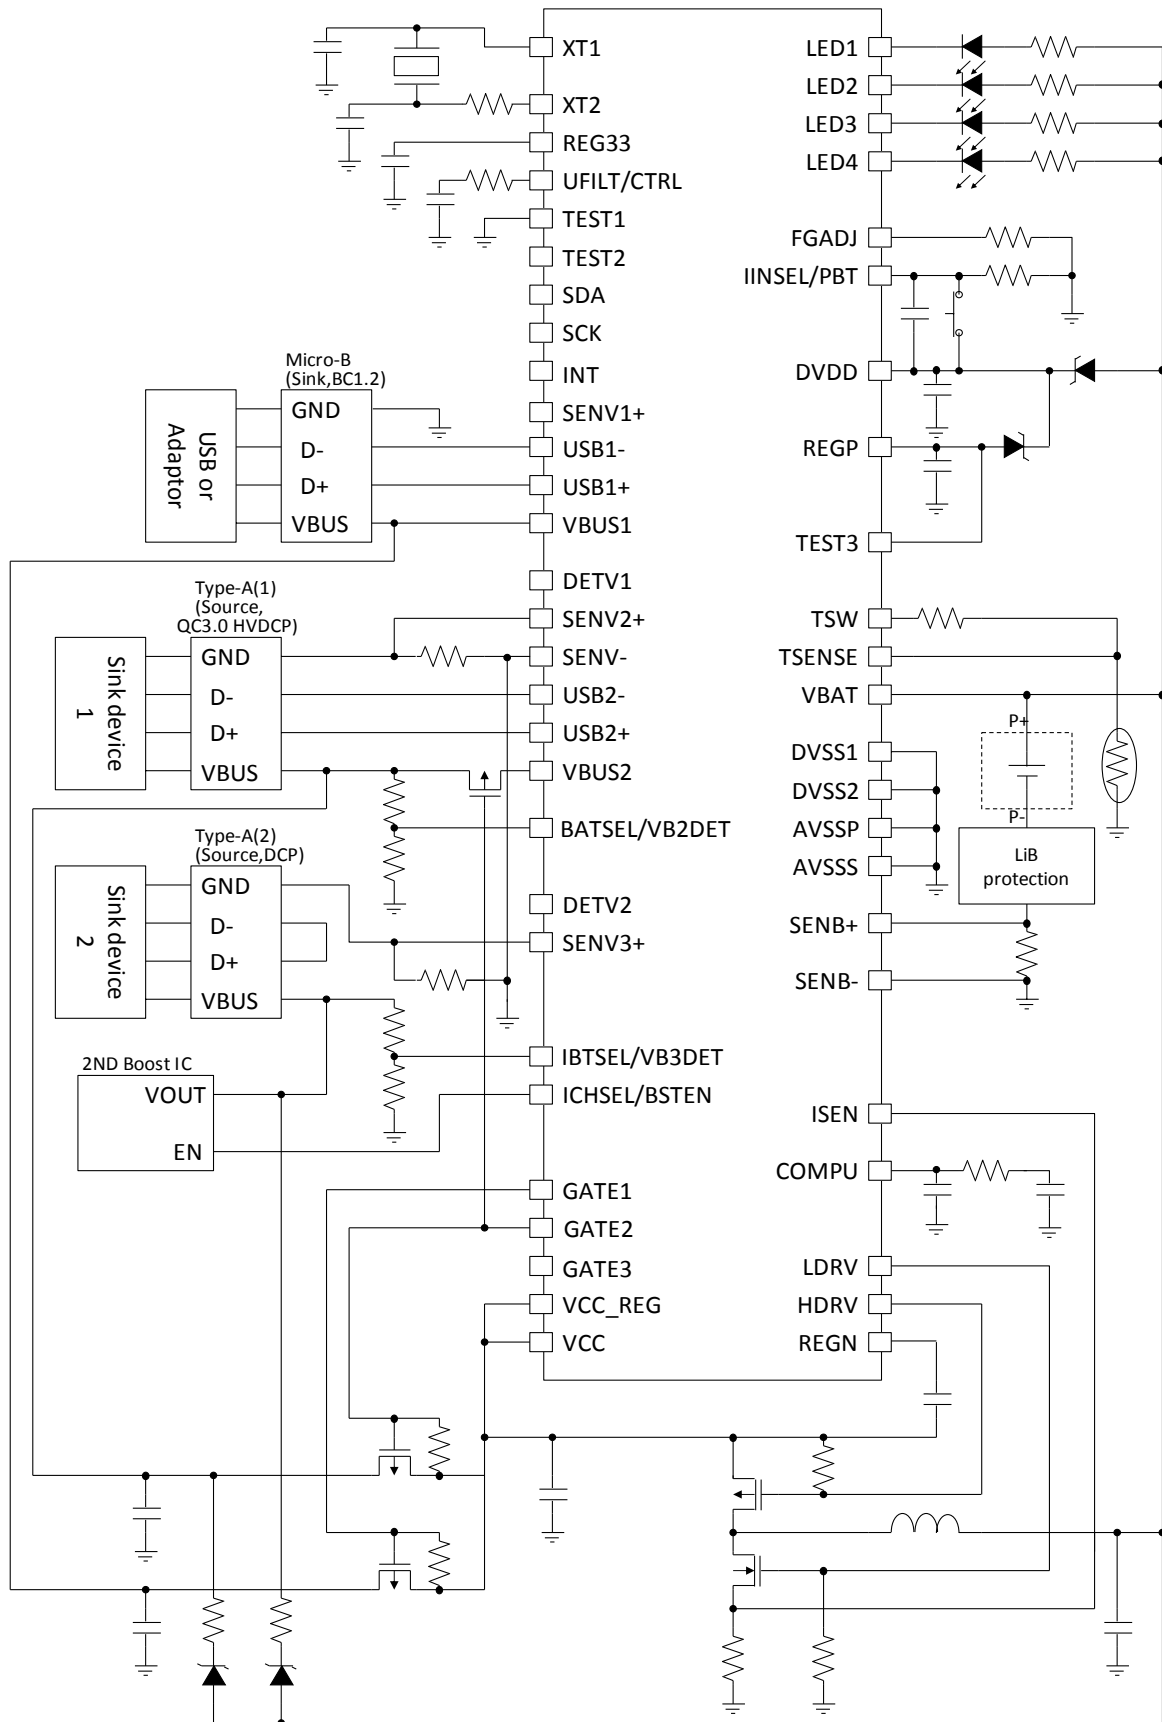 XT1
XT2
REG33
UFILT/CTRL
TEST1
TEST2
SDA
SCK
INT
SENV1+
USB1-
USB1+
VBUS1
DETV1
SENV2+
SENV-
USB2-
USB2+
VBUS2
BATSEL/VB2DET
DETV2
SENV3+
IBTSEL/VB3DET
ICHSEL/BSTEN
GATE1
GATE2
GATE3
VCC_REG
VCC
LED1
LED2
LED3
LED4
FGADJ
IINSEL/PBT
DVDD
REGP
TEST3
TSW
TSENSE
VBAT
DVSS1
DVSS2
AVSSP
AVSSS
SENB+
SENB-
ISEN
COMPU
LDRV
HDRV
REGN
Micro-B
(Sink,BC1.2)
USB or
Adaptor
GND
D-
D+
VBUS
Type-A(1)
(Source,
QC3.0 HVDCP)
Sink device
1
GND
D-
D+
VBUS
Type-A(2)
(Source,DCP)
Sink device
2
GND
D-
D+
VBUS
2ND Boost IC
VOUT
EN
P+
P-
LiB
protection